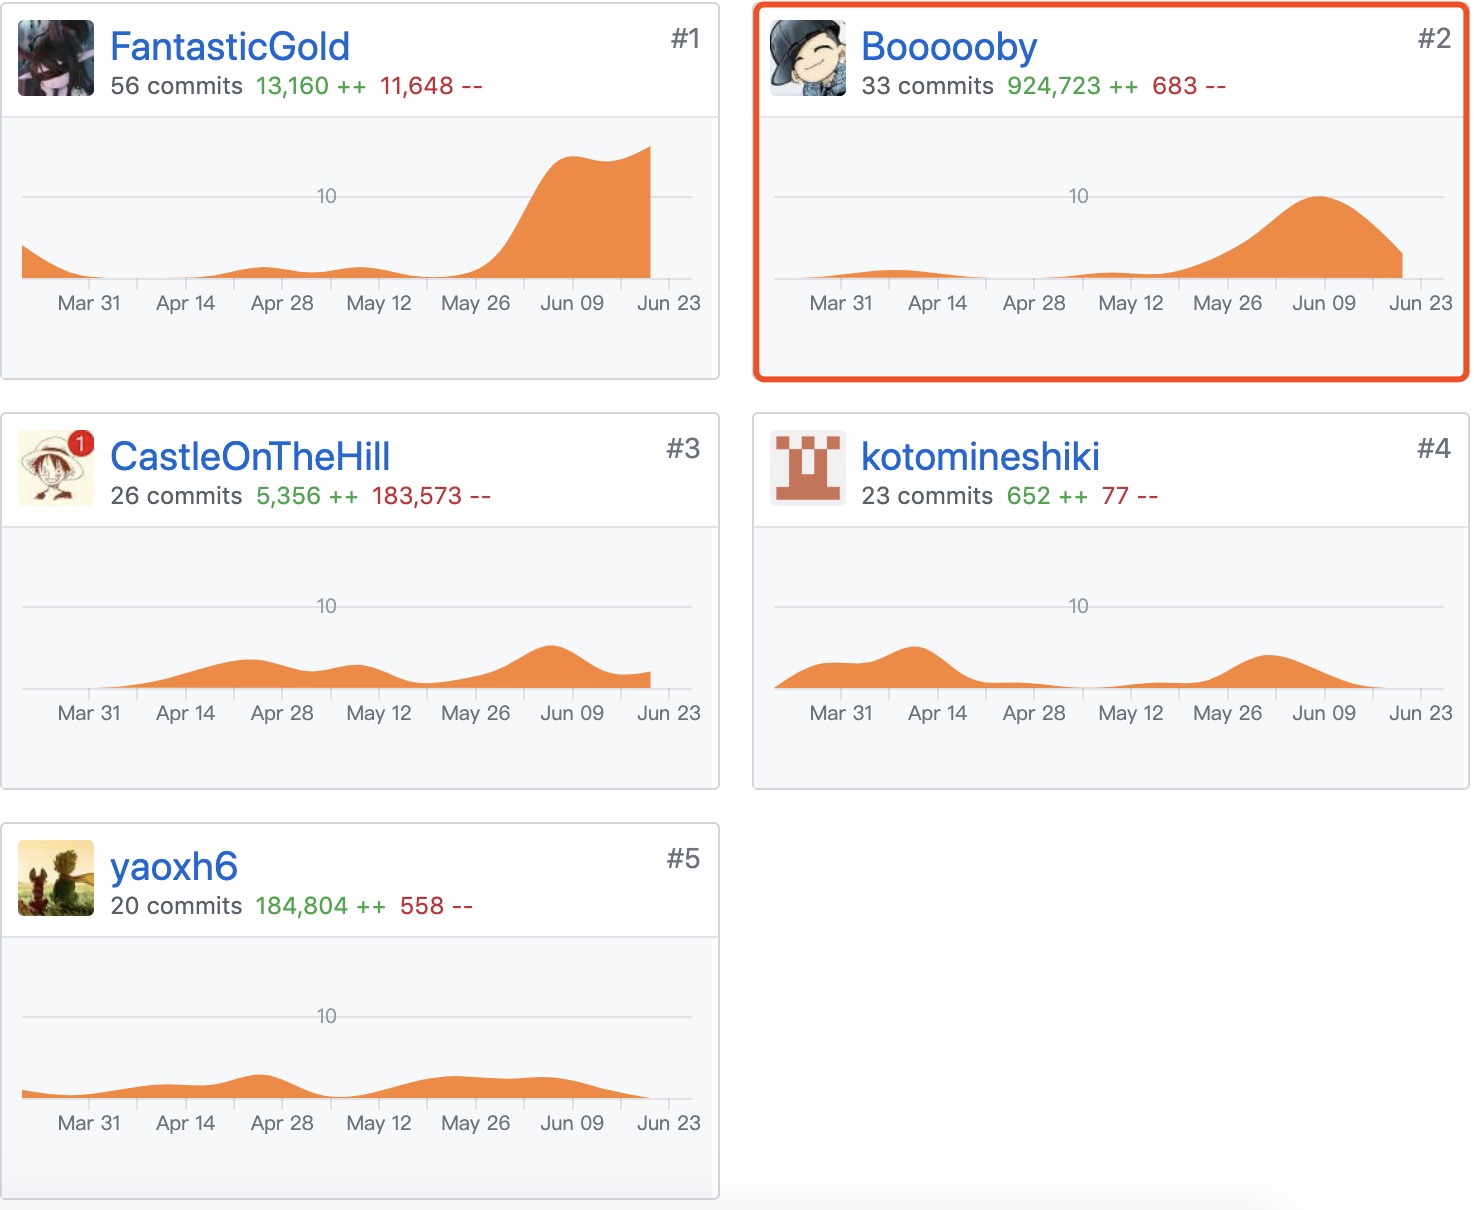 FantasticGold #1
56 commits 13,160 ++ 11,648 --
10
Mar 31 Apr 14 Apr 28 May 12 May 26 Jun 09 Jun 23
Boooooby #2
33 commits 924,723 ++ 683 --
10
Mar 31 Apr 14 Apr 28 May 12 May 26 Jun 09 Jun 23
1
CastleOnTheHill #3
26 commits 5,356 ++ 183,573 --
10
Mar 31 Apr 14 Apr 28 May 12 May 26 Jun 09 Jun 23
kotomineshiki #4
23 commits 652 ++ 77 --
10
Mar 31 Apr 14 Apr 28 May 12 May 26 Jun 09 Jun 23
yaoxh6 #5
20 commits 184,804 ++ 558 --
10
Mar 31 Apr 14 Apr 28 May 12 May 26 Jun 09 Jun 23